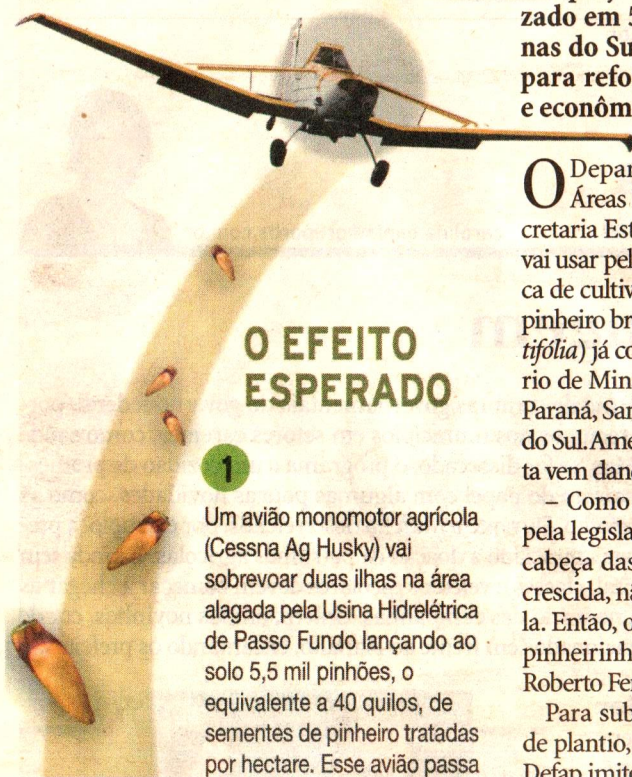 O EFEITO
ESPERADO
1
Um avião monomotor agrícola
(Cessna Ag Husky) vai
sobrevoar duas ilhas na área
alagada pela Usina Hidrelétrica
de Passo Fundo lançando ao
solo 5,5 mil pinhões, o
equivalente a 40 quilos, de
sementes de pinheiro tratadas
por hectare. Esse avião passa
zado em 5
nas do Su
para refo
e econôm
O Depar
Áreas
cretaria Est
vai usar pel
ca de cultiv
pinheiro br
tifólia) já co
rio de Min
Paraná, San
do Sul. Ame
ta vem dand
– Como
pela legisla
cabeça das
crescida, nã
la. Então, o
pinheirinh
Roberto Fer
Para sub
de plantio,
Defap imit